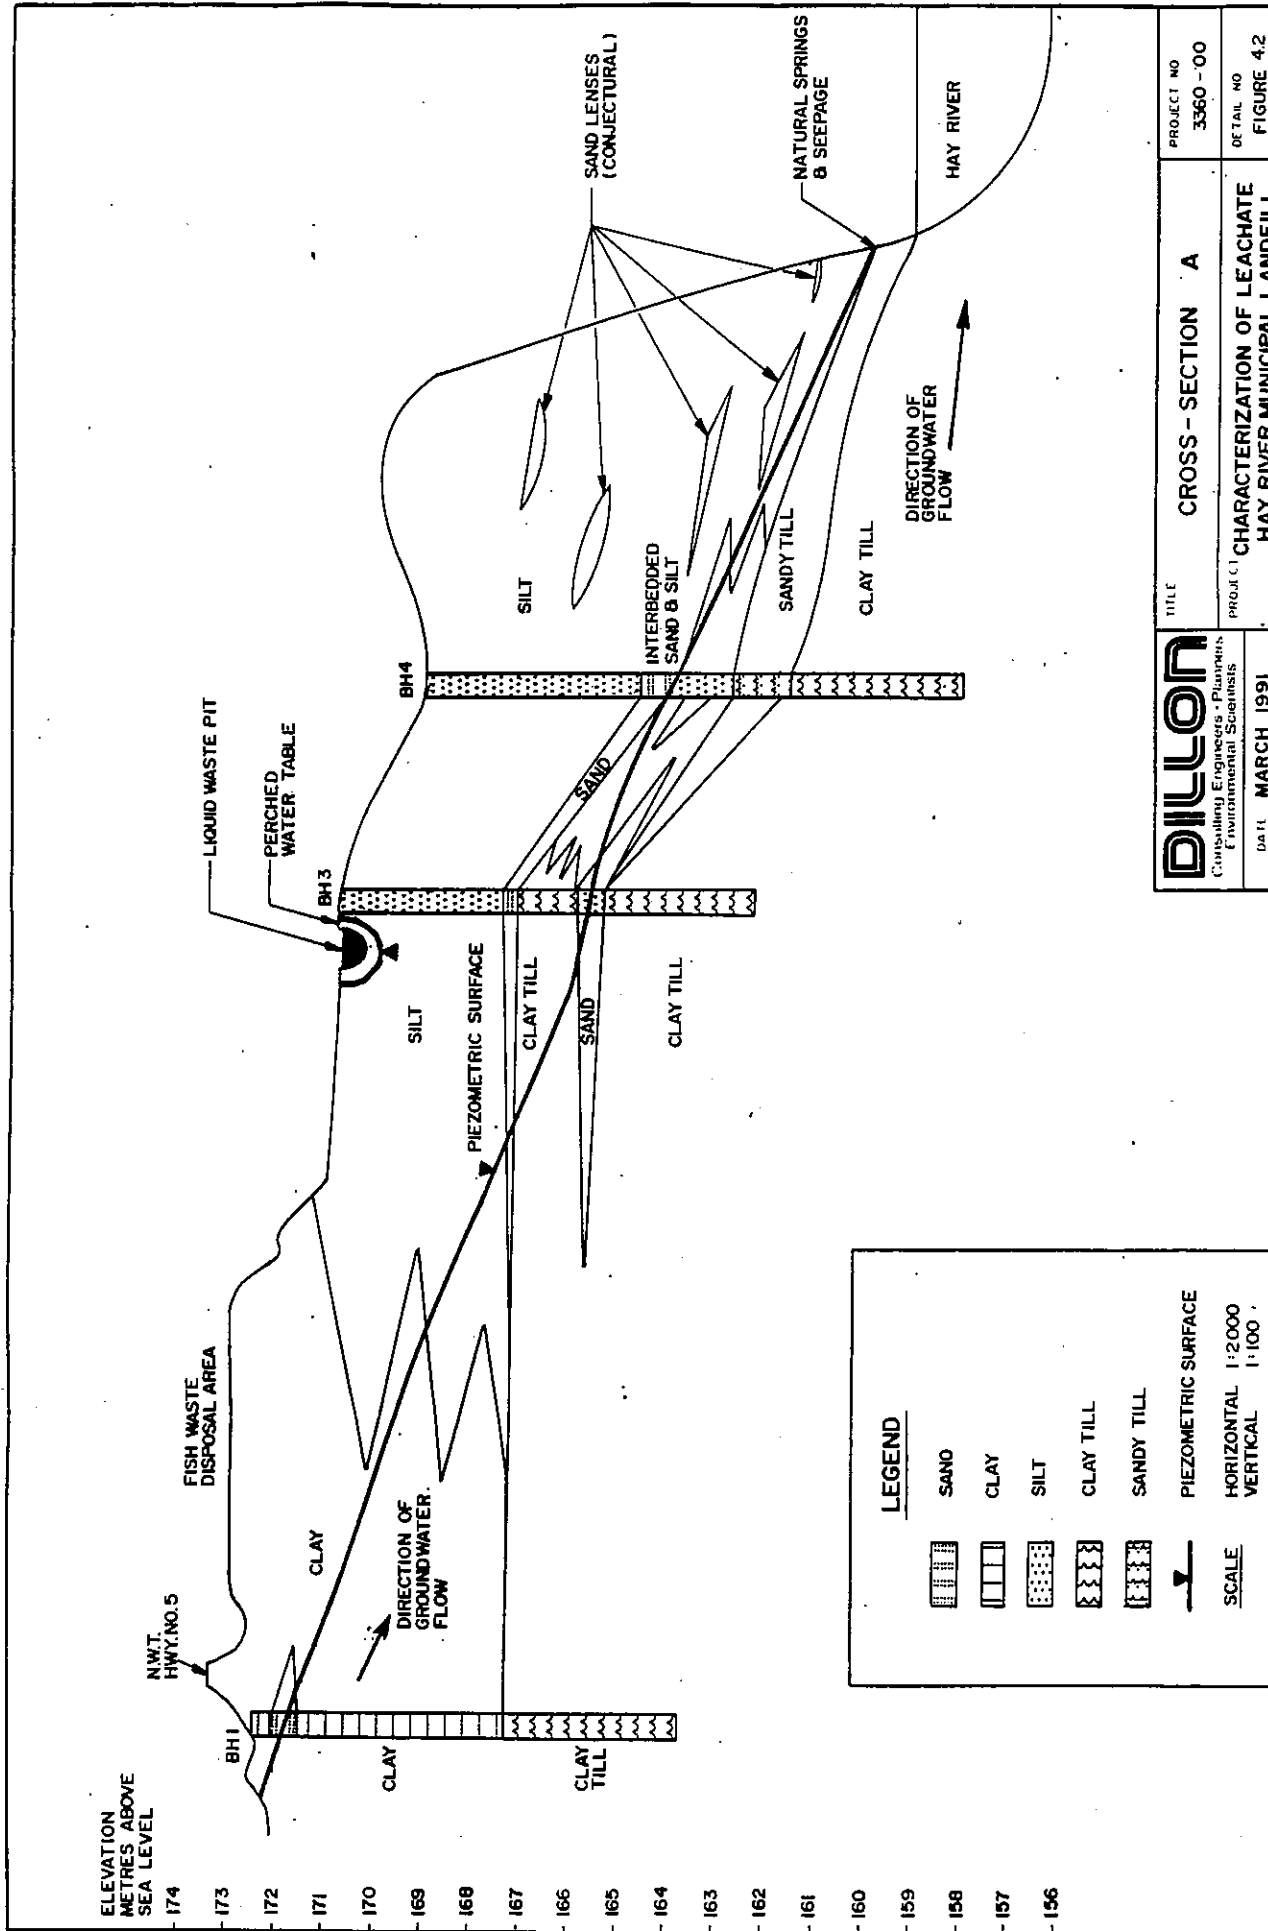 ELEVATION
METRES ABOVE
SEA LEVEL
174
173
172
171
170
169
168
167
166
165
164
163
162
161
160
159
158
157
156
N.W.T.
HWY.NO.5
BH 1
CLAY
CLAY
TILL
FISH WASTE
DISPOSAL AREA
CLAY
DIRECTION OF
GROUNDWATER
FLOW
LIQUID WASTE PIT
PERCHED
WATER TABLE
BH3
SILT
PIEZOMETRIC SURFACE
CLAY TILL
SAND
CLAY TILL
BH4
SAND
SILT
INTERBEDDED
SAND & SILT
SANDY TILL
CLAY TILL
SAND LENSES
(CONJECTURAL)
NATURAL SPRINGS
& SEEPAGE
HAY RIVER
DIRECTION OF
GROUNDWATER
FLOW
LEGEND
SAND
CLAY
SILT
CLAY TILL
SANDY TILL
PIEZOMETRIC SURFACE
SCALE
HORIZONTAL 1:2000
VERTICAL 1:100
DILLON
Consulting Engineers · Planners
Environmental Scientists
DATE MARCH 1991
TITLE
CROSS-SECTION A
PROJECT
CHARACTERIZATION OF LEACHATE
HAY RIVER MUNICIPAL LANDFILL
PROJECT NO
3360-00
DETAIL NO
FIGURE 4.2